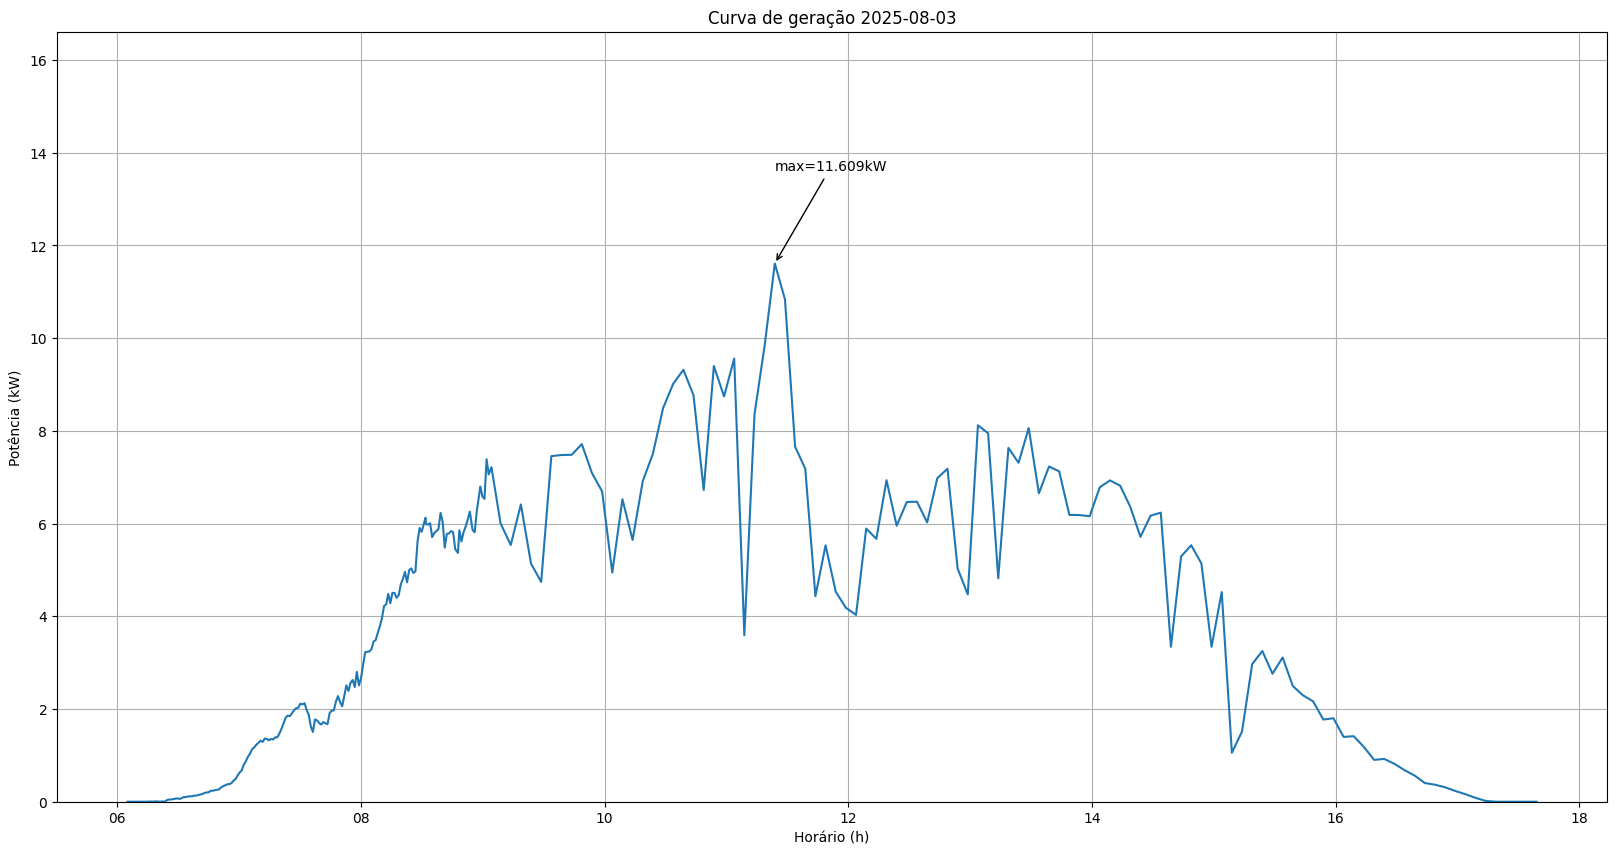 Curva de geração 2025-08-03
16
14
max=11.609kW
12
10
8
6
4
2
0
Potência (kW)
06 08 10 12 14 16 18
Horário (h)